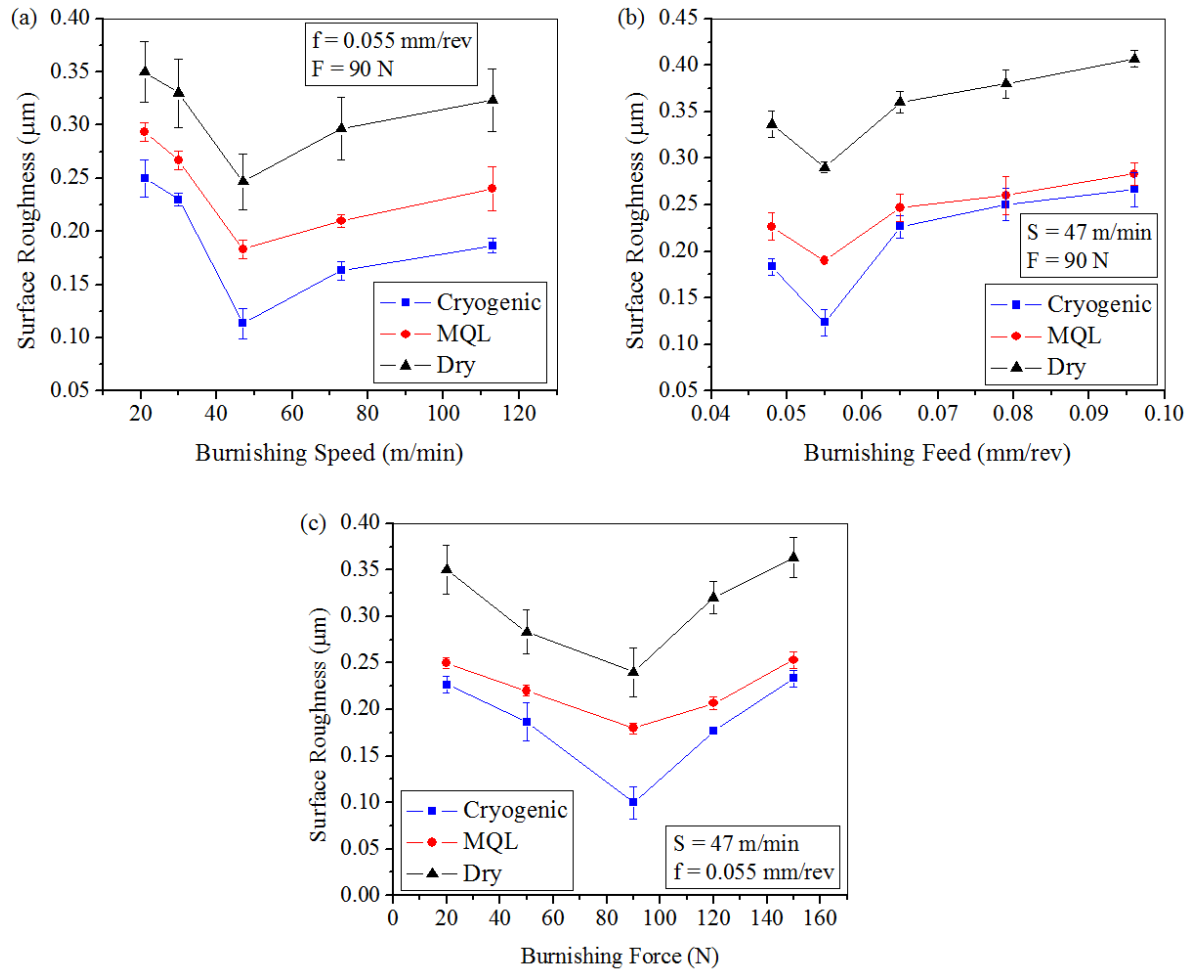 (a)
0.40
0.35
0.30
0.25
0.20
0.15
0.10
0.05
Surface Roughness (µm)
f = 0.055 mm/rev
F = 90 N
Cryogenic
MQL
Dry
20 40 60 80 100 120
Burnishing Speed (m/min)
(b)
0.45
0.40
0.35
0.30
0.25
0.20
0.15
0.10
0.05
Surface Roughness (µm)
S = 47 m/min
F = 90 N
Cryogenic
MQL
Dry
0.04 0.05 0.06 0.07 0.08 0.09 0.10
Burnishing Feed (mm/rev)
(c)
0.40
0.35
0.30
0.25
0.20
0.15
0.10
0.05
0.00
Surface Roughness (µm)
Cryogenic
MQL
Dry
S = 47 m/min
f = 0.055 mm/rev
0 20 40 60 80 100 120 140 160
Burnishing Force (N)